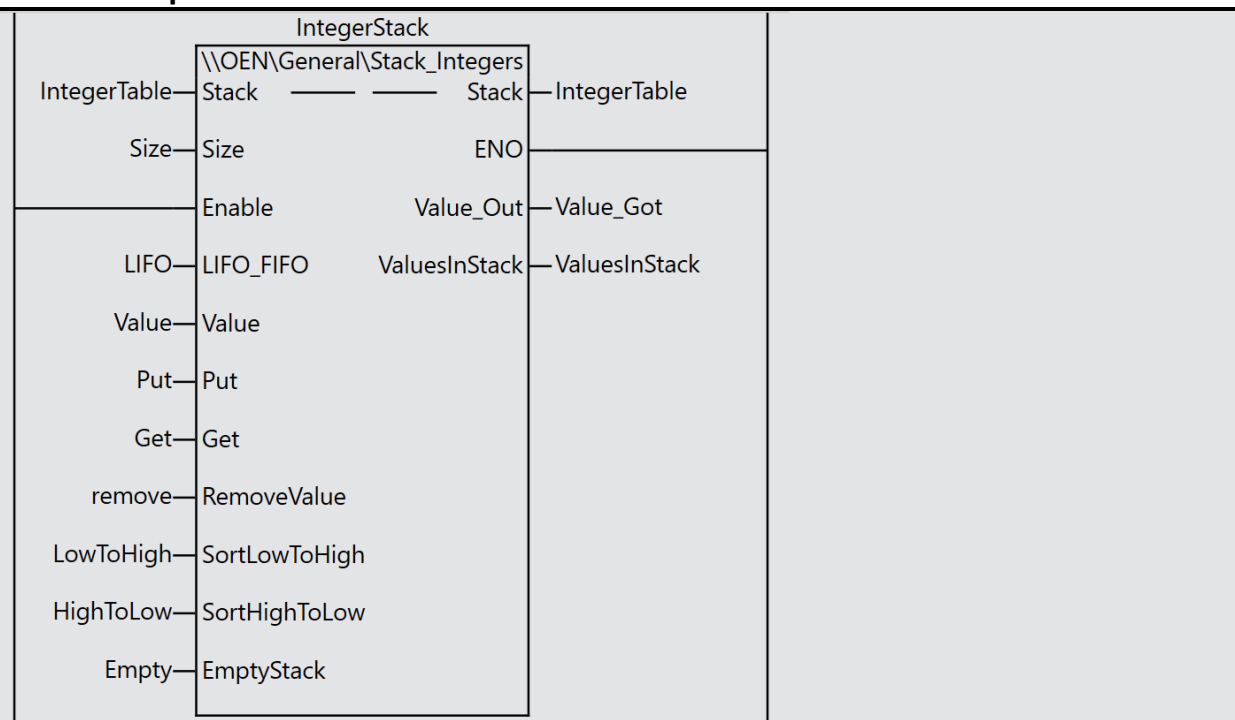 IntegerStack
\\OEN\General\Stack_Integers
IntegerTable Stack Stack IntegerTable
Size Size ENO
Enable Value_Out Value_Got
LIFO LIFO_FIFO ValuesInStack ValuesInStack
Value Value
Put Put
Get Get
remove RemoveValue
LowToHigh SortLowToHigh
HighToLow SortHighToLow
Empty EmptyStack